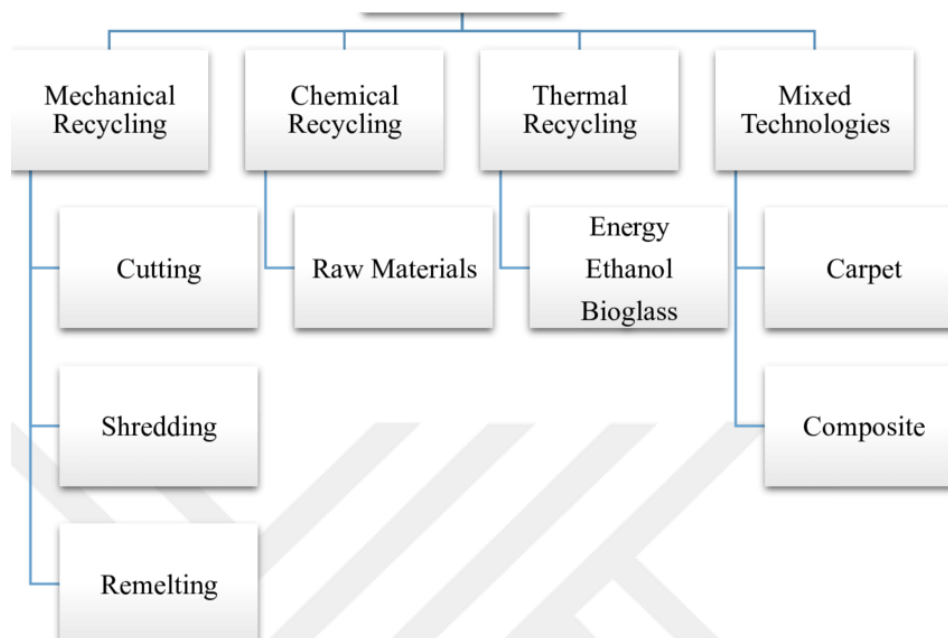 Mechanical
Recycling
Chemical
Recycling
Thermal
Recycling
Mixed
Technologies
Cutting
Raw Materials
Energy
Ethanol
Bioglass
Carpet
Shredding
Composite
Remelting